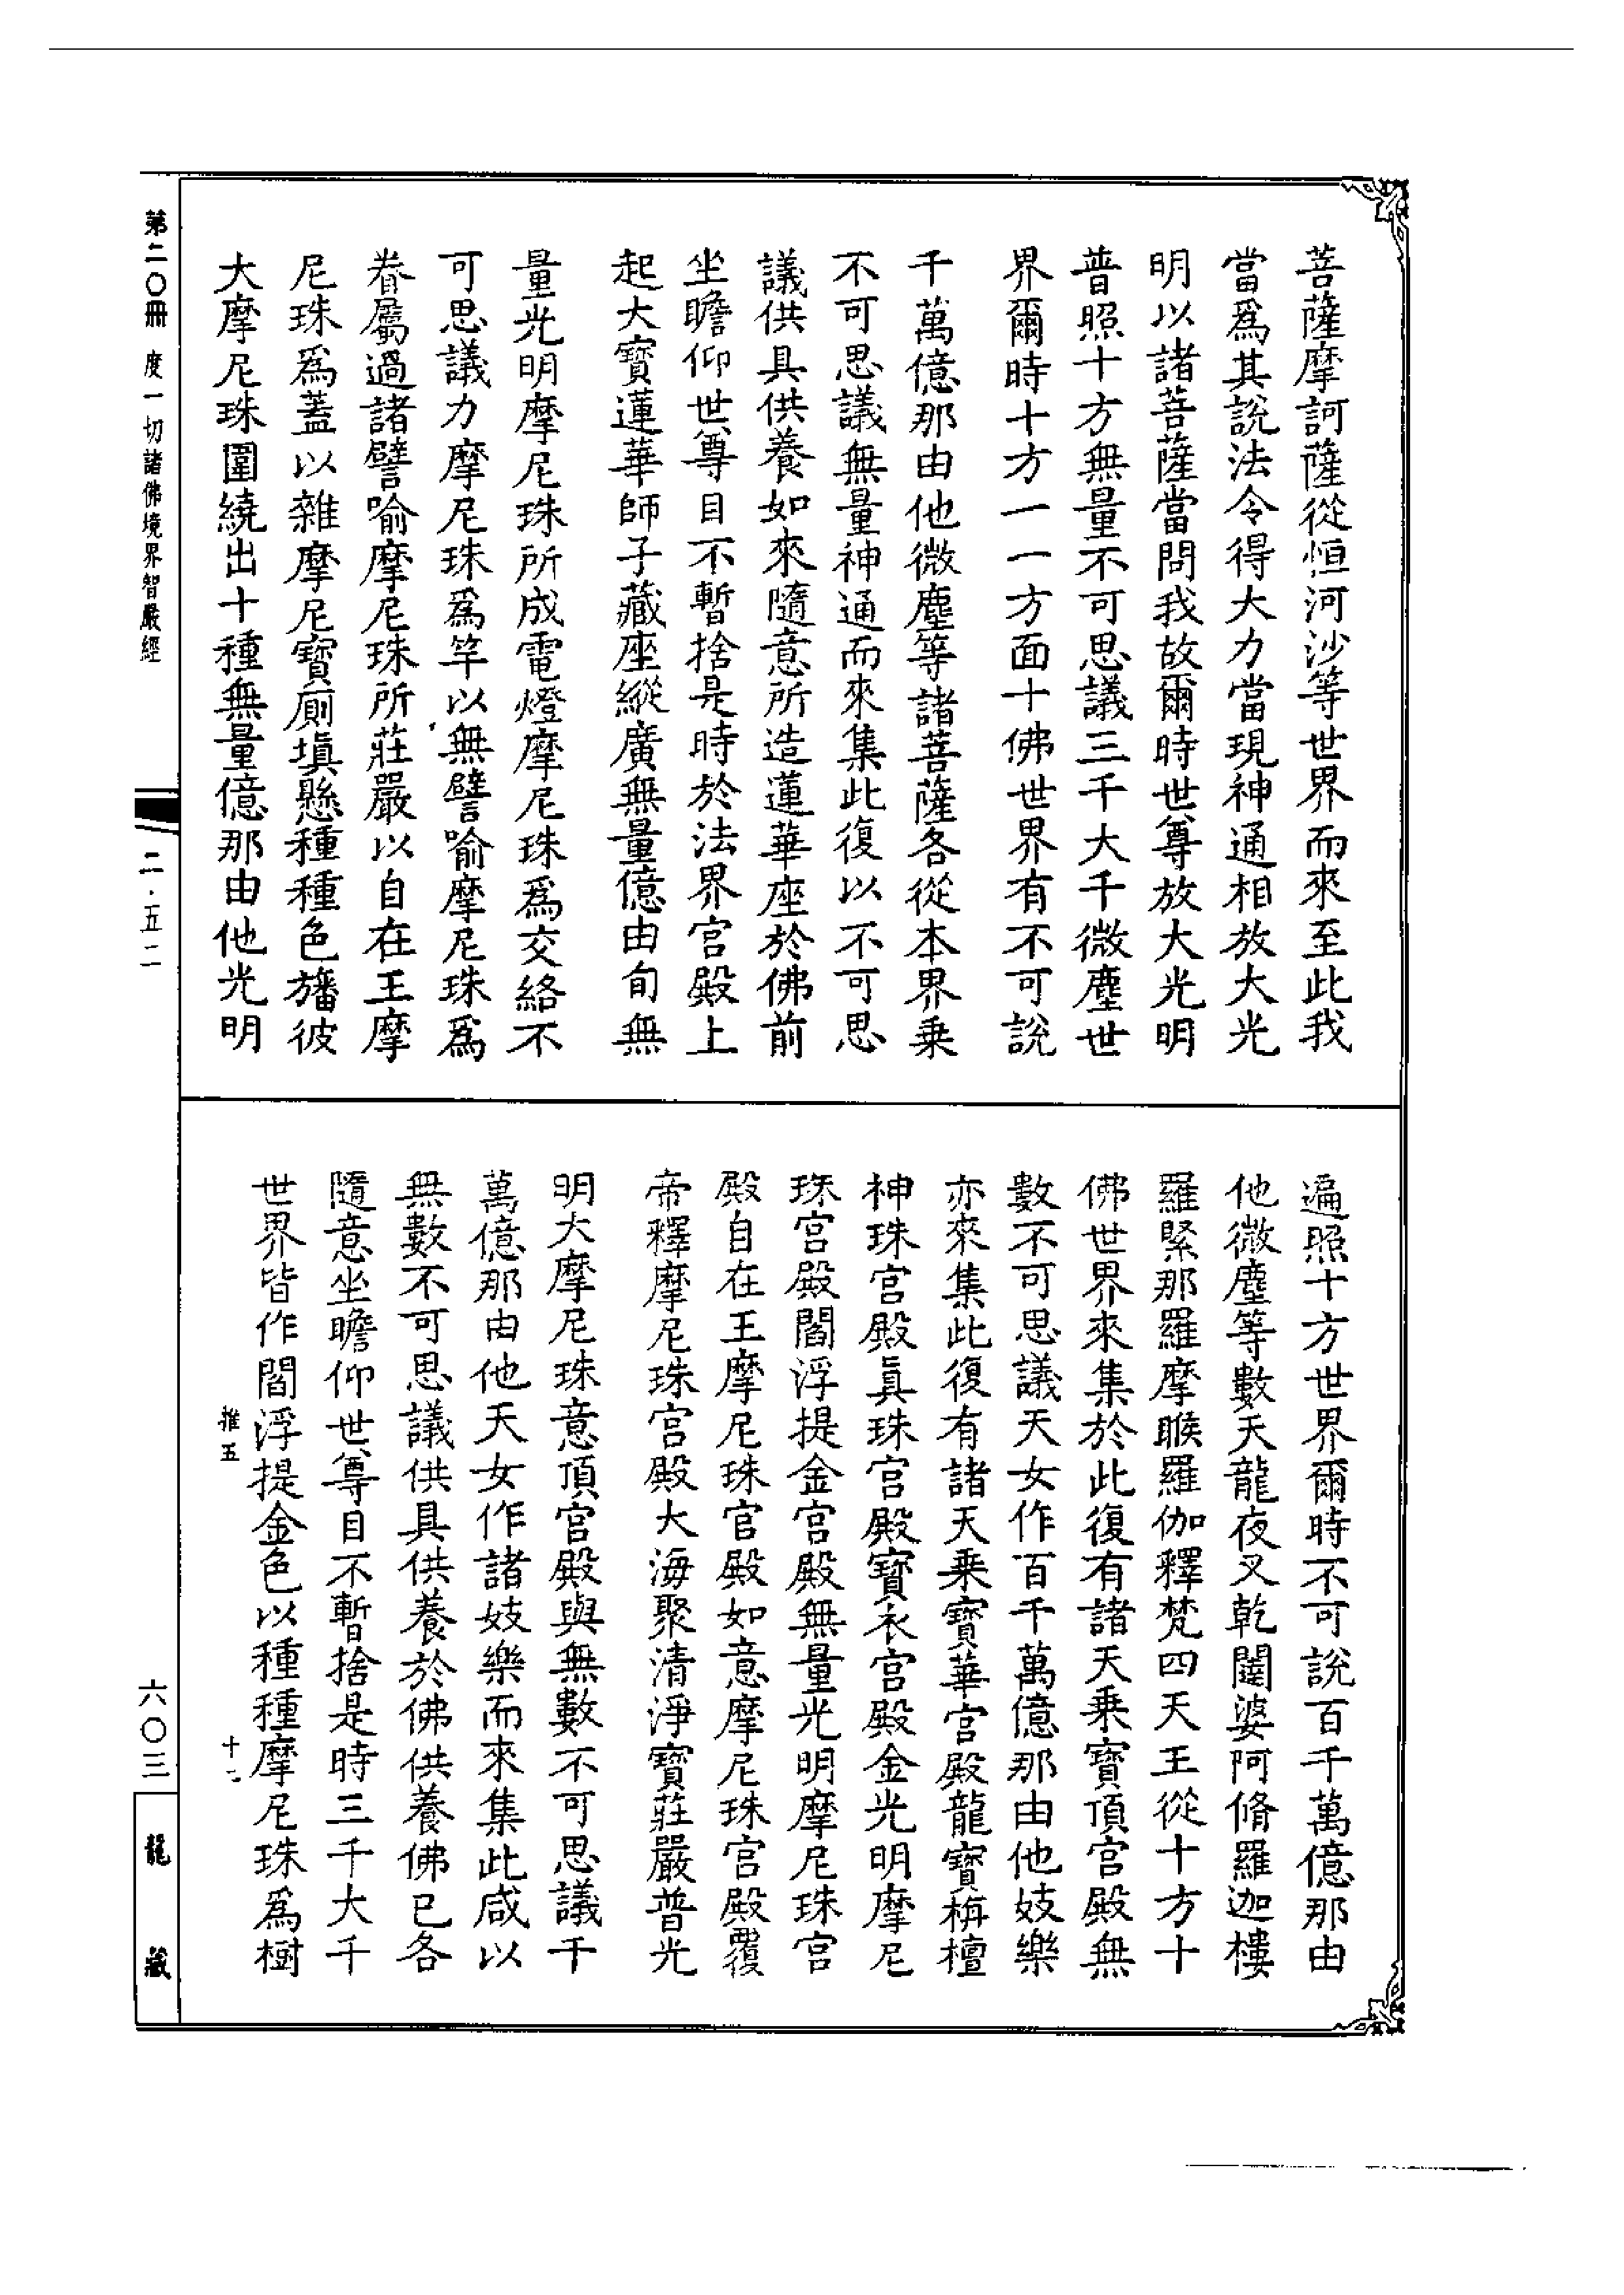 菩薩摩訶薩從恒河沙等世界而來至此我
當爲其說法令得大力當現神通相放大光
明以諸菩薩當問我故爾時世尊放大光明
普照十方無量不可思議三千大千微塵世
界爾時十方一一方面十佛世界有不可說
千萬億那由他微塵等諸菩薩各從本界乗
不可思議無量神通而來集此復以不可思
議供具供養如來隨意所造蓮華座於佛前
坐瞻仰世尊目不暫捨是時於法界宫殿上
起大寶蓮華師子藏座縱廣無量億由旬無
量光明摩尼珠所成電燈摩尼珠爲交絡不
可思議力摩尼珠爲竿以無譬喻摩尼珠爲
眷屬過諸譬喻摩尼珠所莊嚴以自在王摩
尼珠爲蓋以雜摩尼寶廁塡懸種種色旛彼
大摩尼珠圍繞出十種無量億那由他光明
遍照十方世界爾時不可說百千萬億那由
他微塵等數天龍夜叉乾闥婆阿脩羅迦樓
羅緊那羅摩睺羅伽釋梵四天王從十方十
佛世界來集於此復有諸天乗寶頂宫殿無
數不可思議天女作百千萬億那由他妓樂
亦來集此復有諸天乗寶華宫殿龍寶栴檀
神珠宫殿眞珠宫殿寶衣宫殿金光明摩尼
珠宫殿閻浮提金宫殿無量光明摩尼珠宫
殿自在王摩尼珠官殿如意摩尼珠宫殿覆
帝釋摩尼珠宫殿大海聚清淨寶莊嚴普光
明大摩尼珠意頂宫殿與無數不可思議千
萬億那由他天女作諸妓樂而來集此咸以
無數不可思議供具供養於佛供養佛已各
隨意坐瞻仰世尊目不暫捨是時三千大千
世界皆作閻浮提金色以種種摩尼珠爲樹
推五
第二〇冊 度一切諸佛境界智嚴經
二·五二
六〇三
龍藏